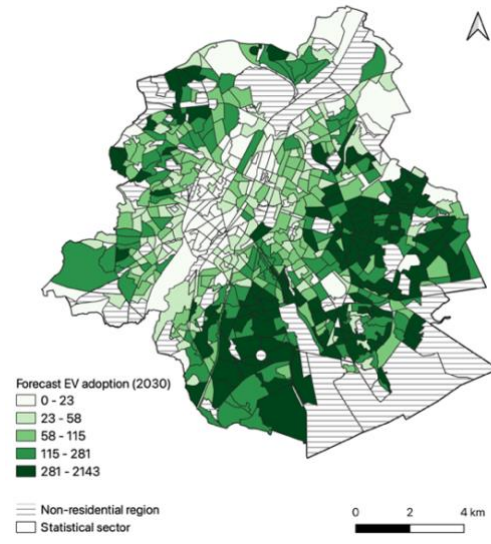 Forecast EV adoption (2030)
0 - 23
23 - 58
58 - 115
115 - 281
281 - 2143
Non-residential region
Statistical sector
0 2 4 km